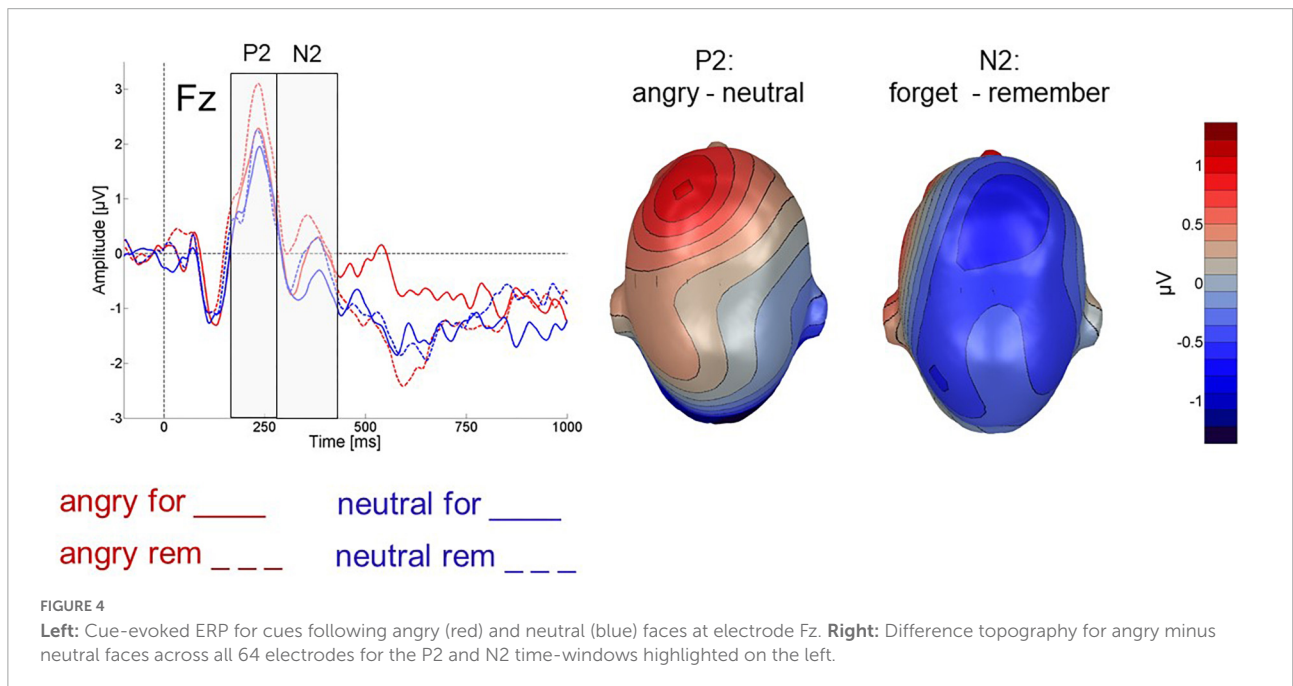 P2 N2
Fz
3
2
1
0
-1
-2
-3
Amplitude [µV]
0 250 500 750 1000
Time [ms]
P2:
angry - neutral
N2:
forget - remember
1
0.5
0
-0.5
-1
µV
angry for _____ neutral for _____
angry rem _ _ _ neutral rem _ _ _
FIGURE 4
Left: Cue-evoked ERP for cues following angry (red) and neutral (blue) faces at electrode Fz. Right: Difference topography for angry minus
neutral faces across all 64 electrodes for the P2 and N2 time-windows highlighted on the left.